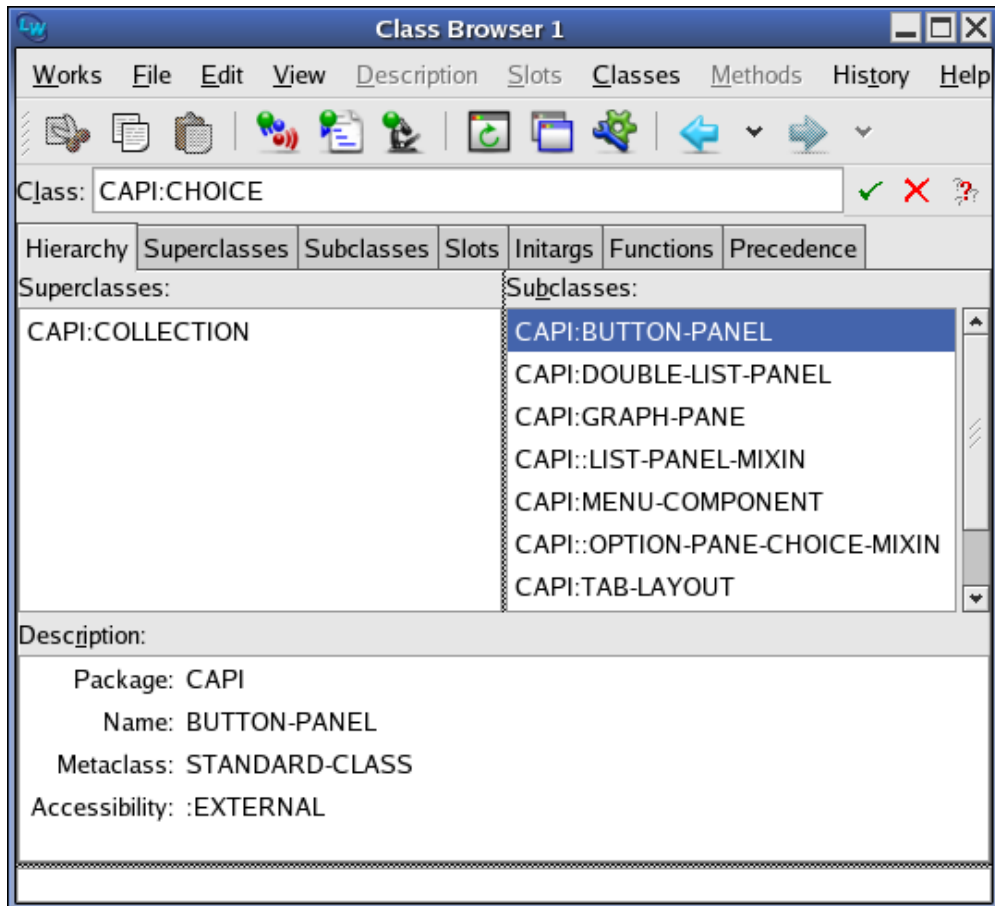 LW Class Browser 1
Works File Edit View Description Slots Classes Methods History Help
Class: CAPI:CHOICE
Hierarchy Superclasses Subclasses Slots Initargs Functions Precedence
Superclasses: Subclasses:
CAPI:COLLECTION CAPI:BUTTON-PANEL
CAPI:DOUBLE-LIST-PANEL
CAPI:GRAPH-PANE
CAPI::LIST-PANEL-MIXIN
CAPI:MENU-COMPONENT
CAPI::OPTION-PANE-CHOICE-MIXIN
CAPI:TAB-LAYOUT
Description:
Package: CAPI
Name: BUTTON-PANEL
Metaclass: STANDARD-CLASS
Accessibility: :EXTERNAL